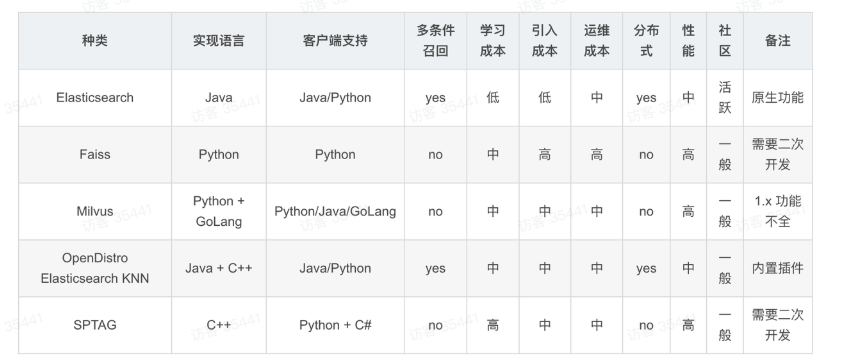 种类 实现语言 客户端支持 多条件召回 学习成本 引入成本 运维成本 分布式 性能 社区 备注
Elasticsearch Java Java/Python yes 低 低 中 yes 中 活跃 原生功能
Faiss Python Python no 中 高 高 no 高 一般 需要二次开发
Milvus Python + GoLang Python/Java/GoLang no 中 中 中 no 高 一般 1.x 功能不全
OpenDistro Elasticsearch KNN Java + C++ Java/Python yes 中 中 中 yes 中 一般 内置插件
SPTAG C++ Python + C# no 高 中 中 no 高 一般 需要二次开发
访客 35441